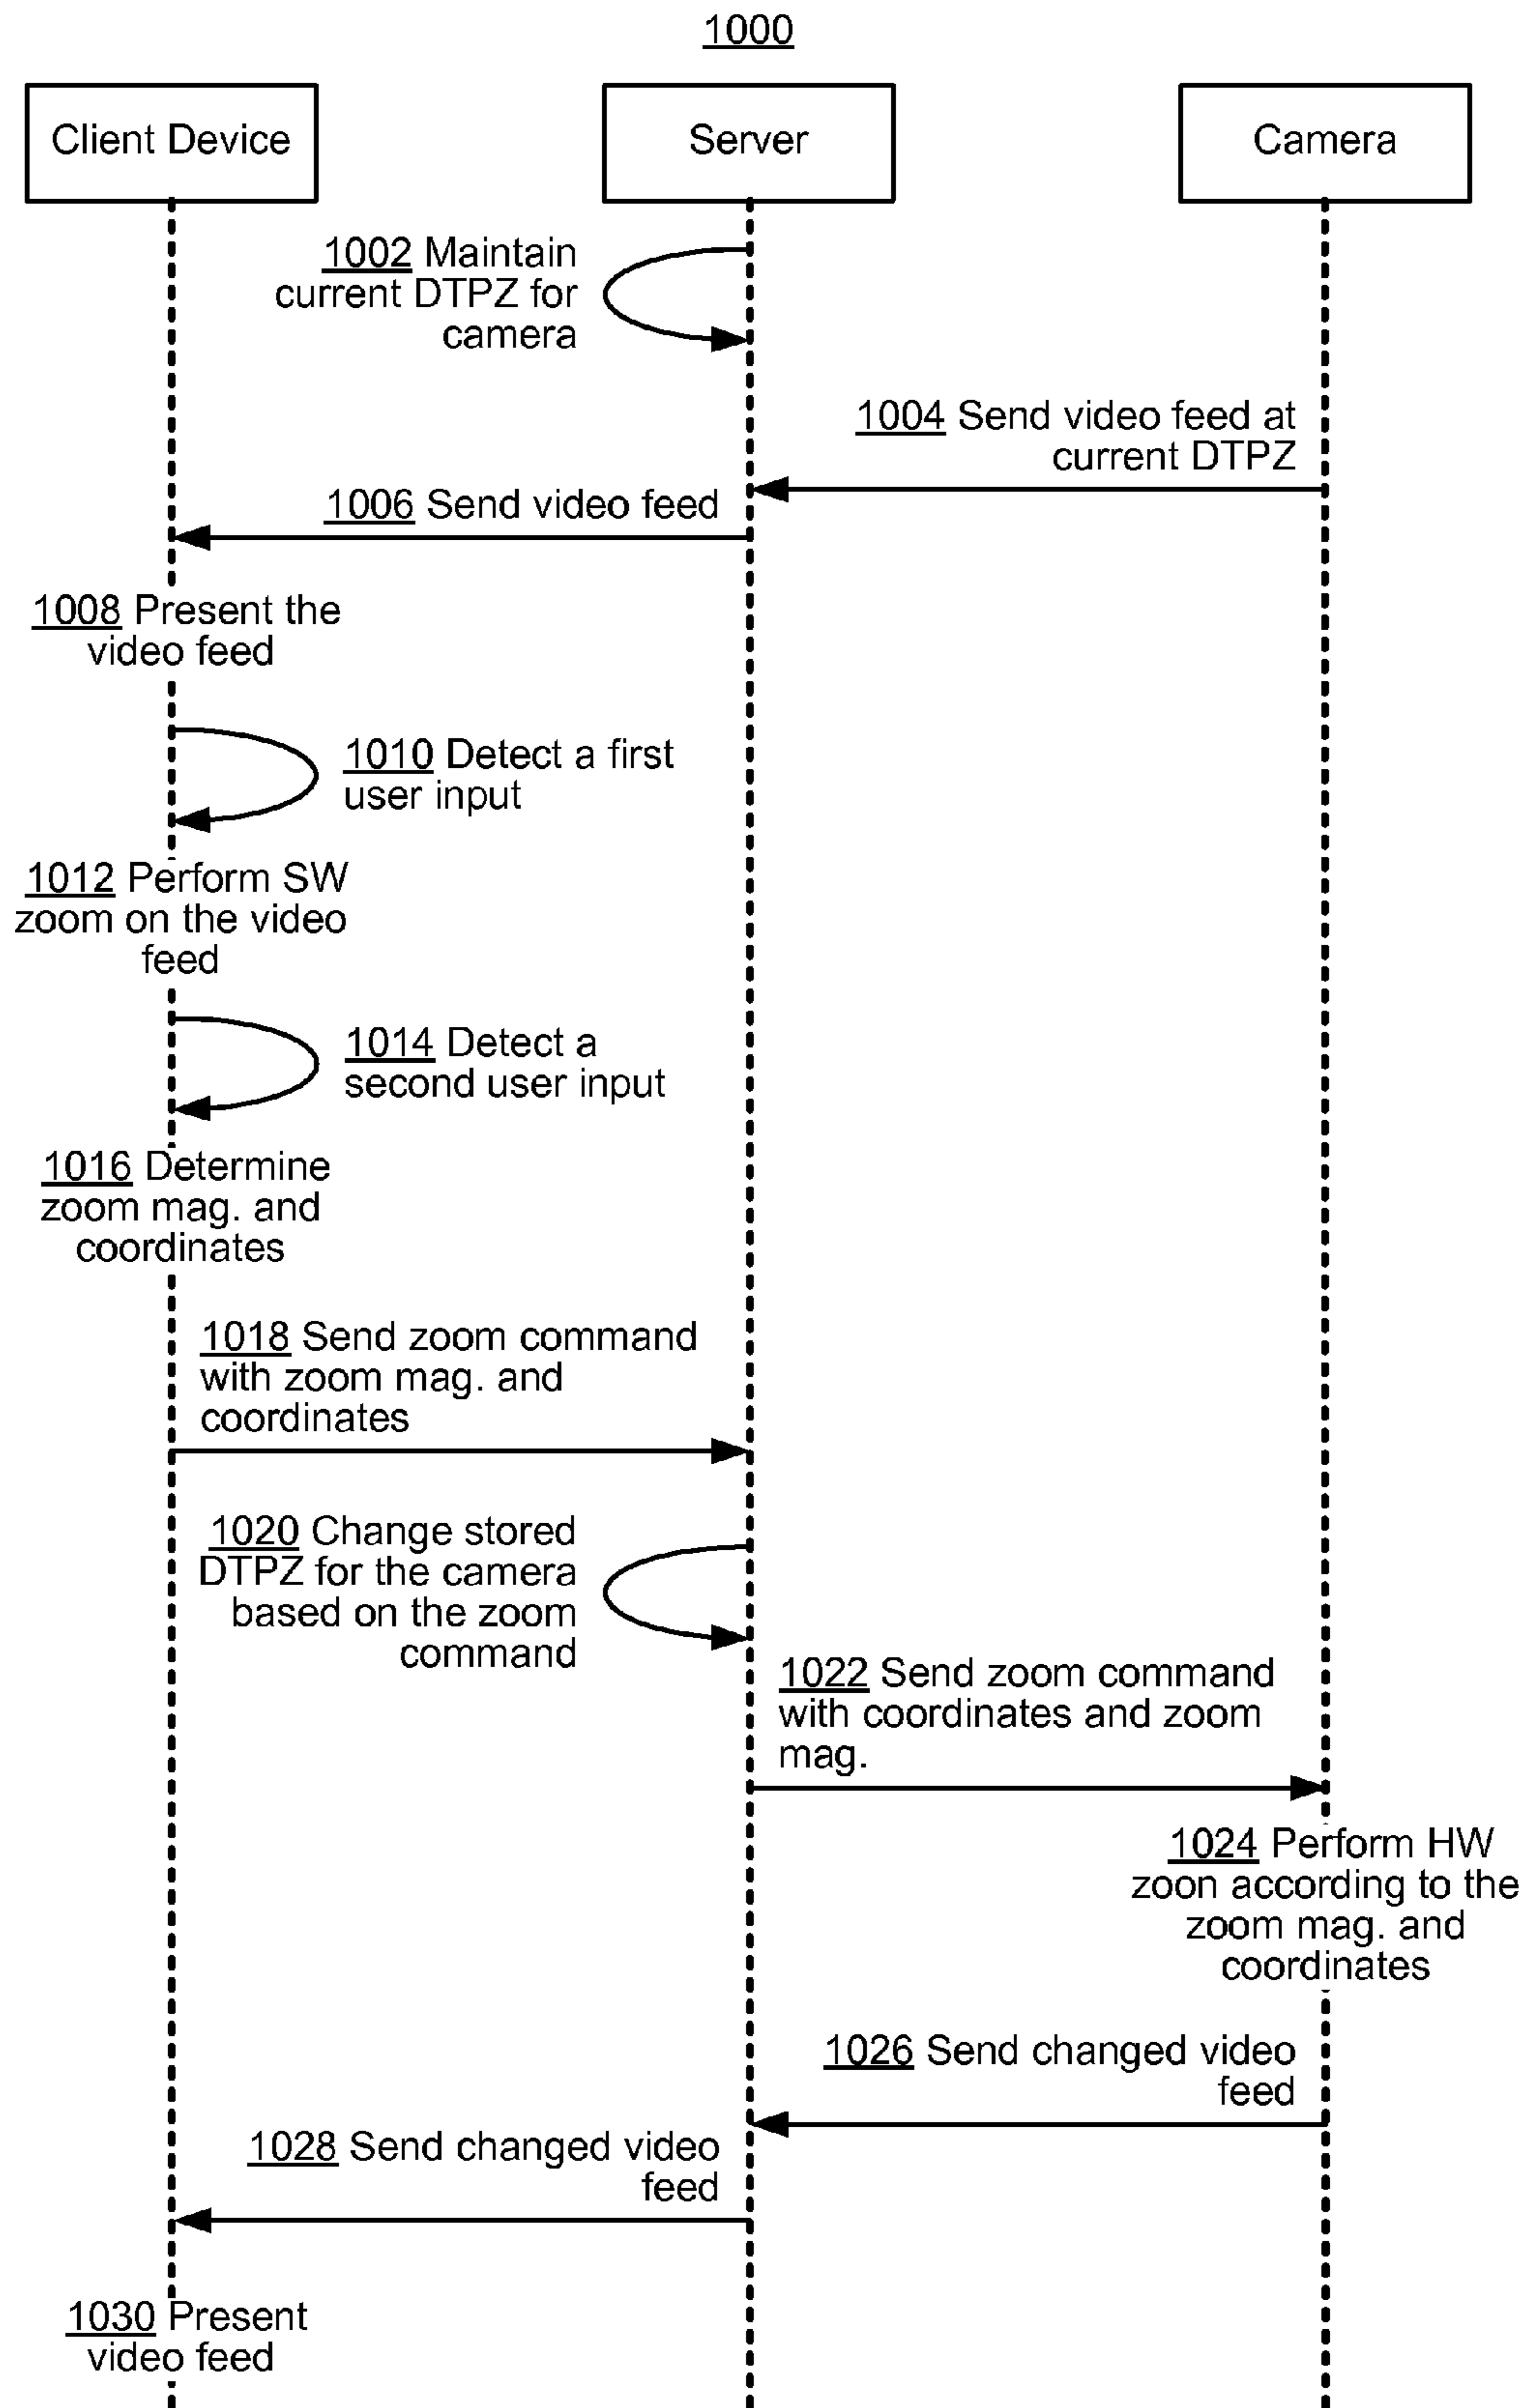 1000
Client Device
Server
Camera
1002 Maintain
current DTPZ for
camera
1004 Send video feed at
current DTPZ
1006 Send video feed
1008 Present the
video feed
1010 Detect a first
user input
1012 Perform SW
zoom on the video
feed
1014 Detect a
second user input
1016 Determine
zoom mag. and
coordinates
1018 Send zoom command
with zoom mag. and
coordinates
1020 Change stored
DTPZ for the camera
based on the zoom
command
1022 Send zoom command
with coordinates and zoom
mag.
1024 Perform HW
zoon according to the
zoom mag. and
coordinates
1026 Send changed video
feed
1028 Send changed video
feed
1030 Present
video feed